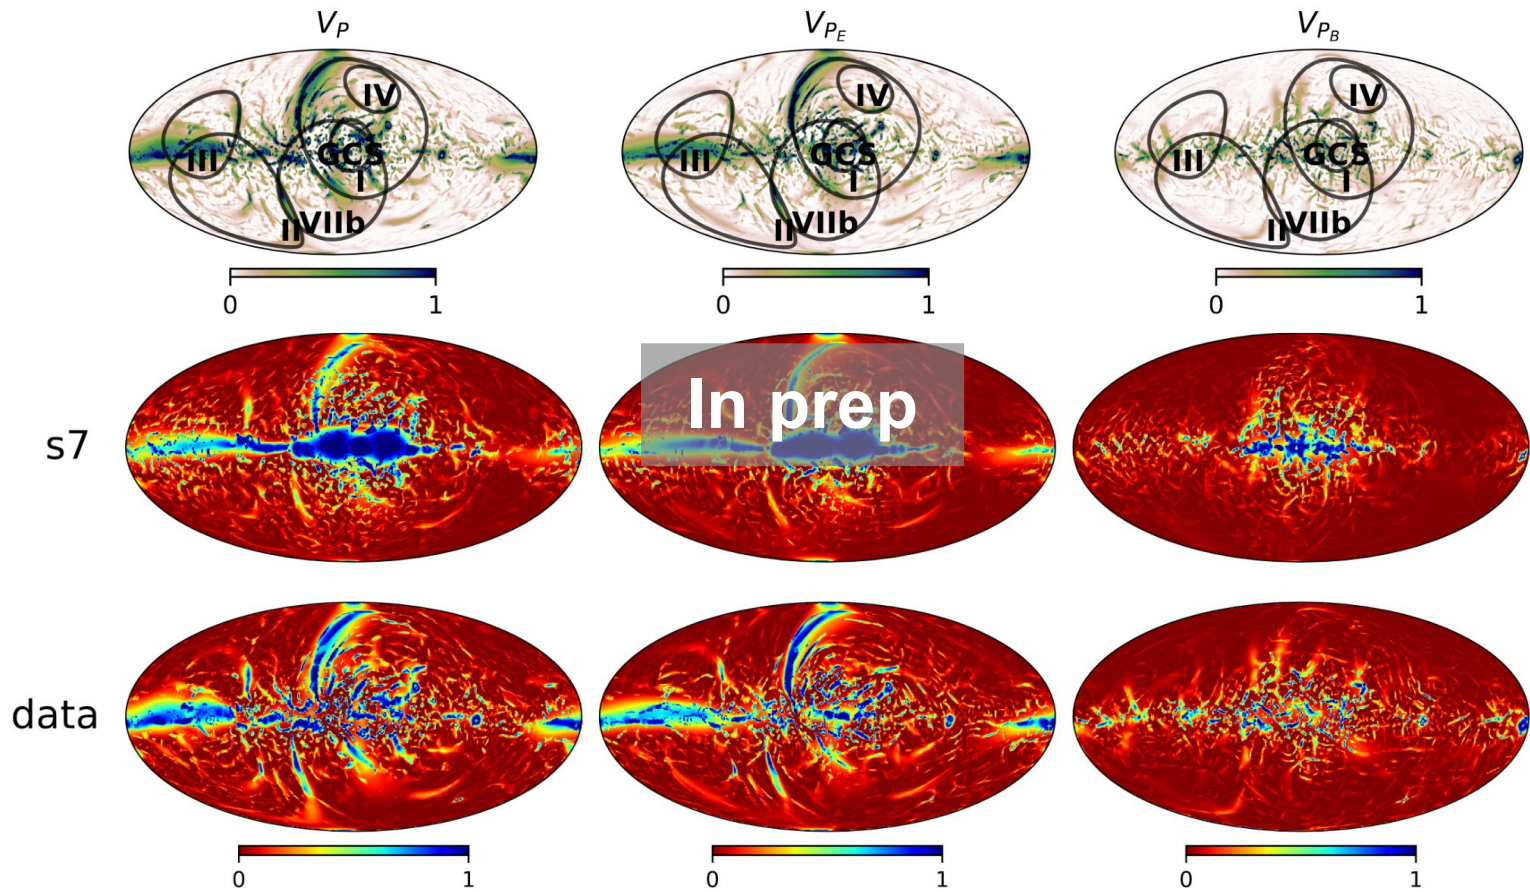 V_P V_{P_E} V_{P_B}
IV IV IV
III GCS III GCS III GCS
I I I
II VIIb II VIIb II VIIb
0 1 0 1 0 1
In prep
s7
data
0 1 0 1 0 1